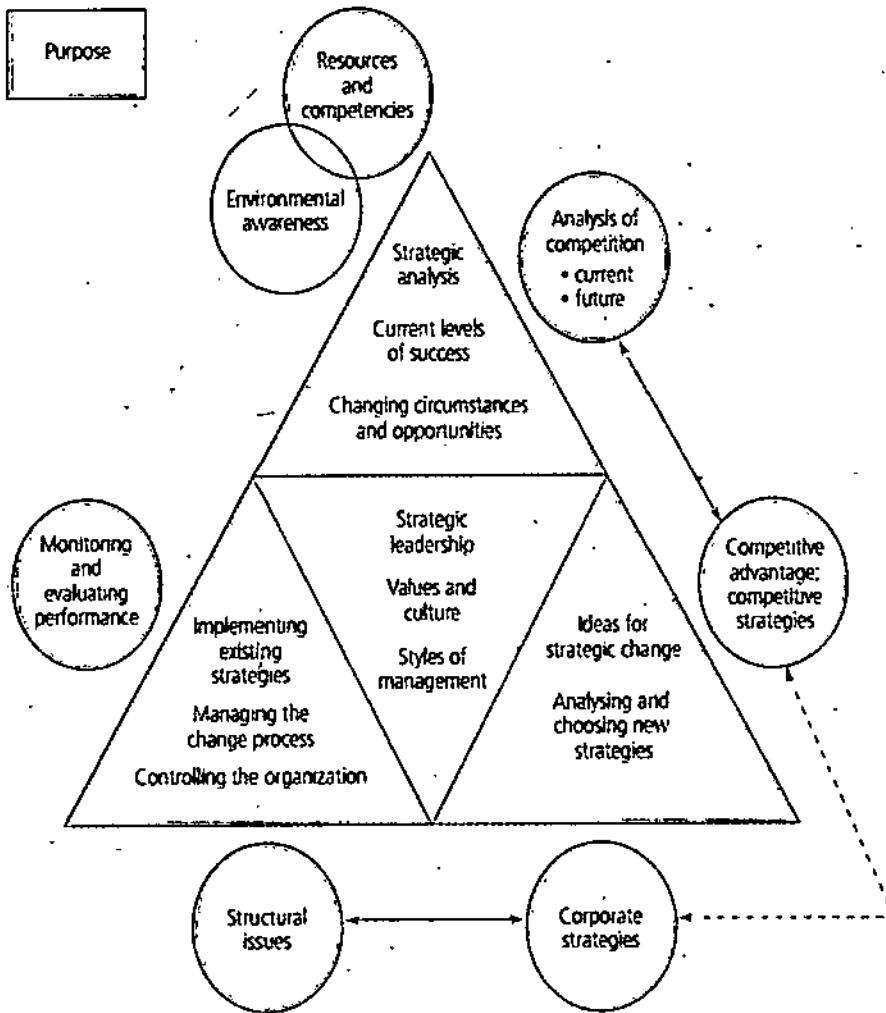 Purpose
Resources
and
competencies
Environmental
awareness
Strategic
analysis
Current levels
of success
Changing circumstances
and opportunities
Analysis of
competition
• current
• future
Monitoring
and
evaluating
performance
Implementing
existing
strategies
Managing the
change process
Controlling the organization
Strategic
leadership
Values and
culture
Styles of
management
Ideas for
strategic change
Analysing and
choosing new
strategies
Competitive
advantage;
competitive
strategies
Structural
issues
Corporate
strategies